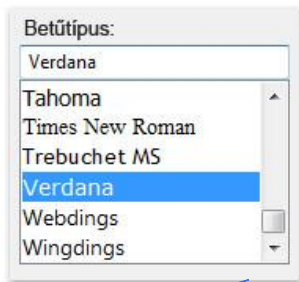 Betűtípus:
Verdana
Tahoma
Times New Roman
Trebuchet MS
Verdana
Webdings
Wingdings